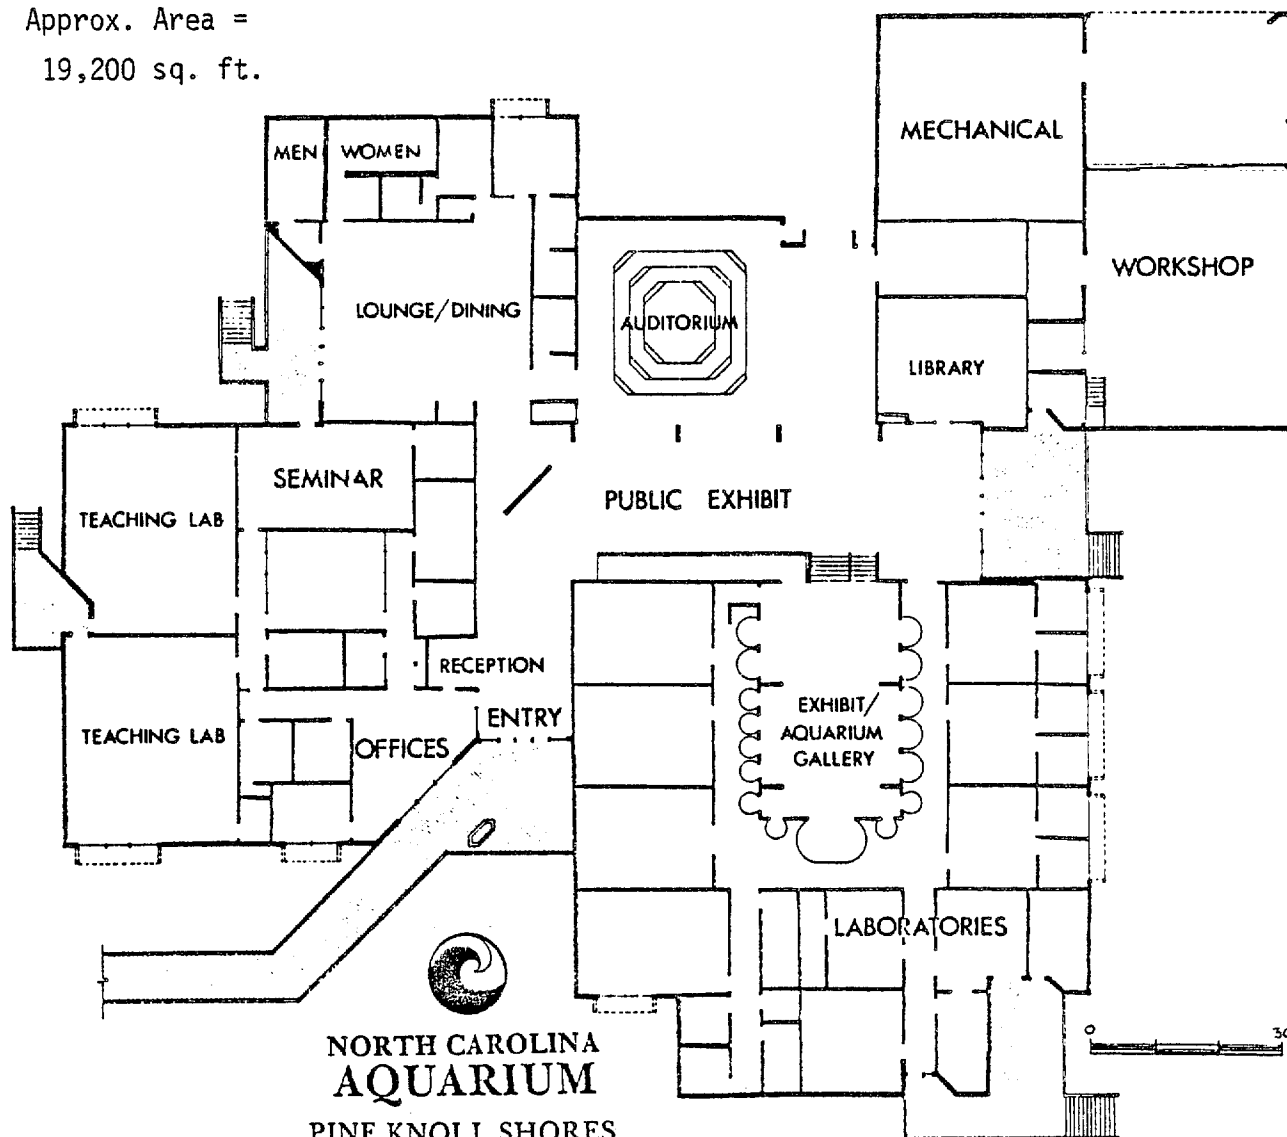 Approx. Area =
19,200 sq. ft.
MECHANICAL
MEN
WOMEN
WORKSHOP
LOUNGE/DINING
AUDITORIUM
LIBRARY
SEMINAR
PUBLIC EXHIBIT
TEACHING LAB
RECEPTION
ENTRY
EXHIBIT/
AQUARIUM
GALLERY
TEACHING LAB
OFFICES
LABORATORIES
0
NORTH CAROLINA
AQUARIUM
PINE KNOLL SHORES